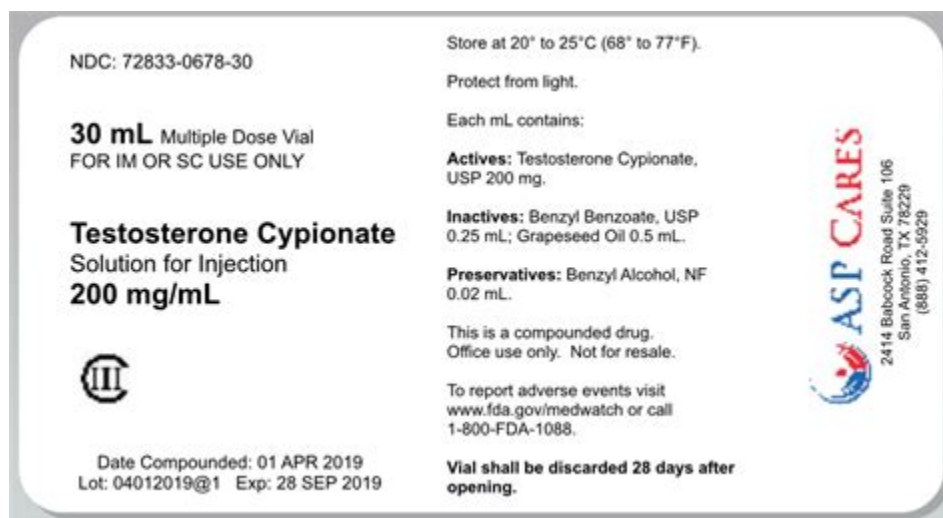 NDC: 72833-0678-30
30 mL Multiple Dose Vial
FOR IM OR SC USE ONLY
Testosterone Cypionate
Solution for Injection
200 mg/mL
CIII
Date Compounded: 01 APR 2019
Lot: 04012019@1 Exp: 28 SEP 2019
Store at 20° to 25°C (68° to 77°F).
Protect from light.
Each mL contains:
Actives: Testosterone Cypionate,
USP 200 mg.
Inactives: Benzyl Benzoate, USP
0.25 mL; Grapeseed Oil 0.5 mL.
Preservatives: Benzyl Alcohol, NF
0.02 mL.
This is a compounded drug.
Office use only. Not for resale.
To report adverse events visit
www.fda.gov/medwatch or call
1-800-FDA-1088.
Vial shall be discarded 28 days after
opening.
ASP CARES
2414 Babcock Road Suite 106
San Antonio, TX 78229
(888) 412-5929